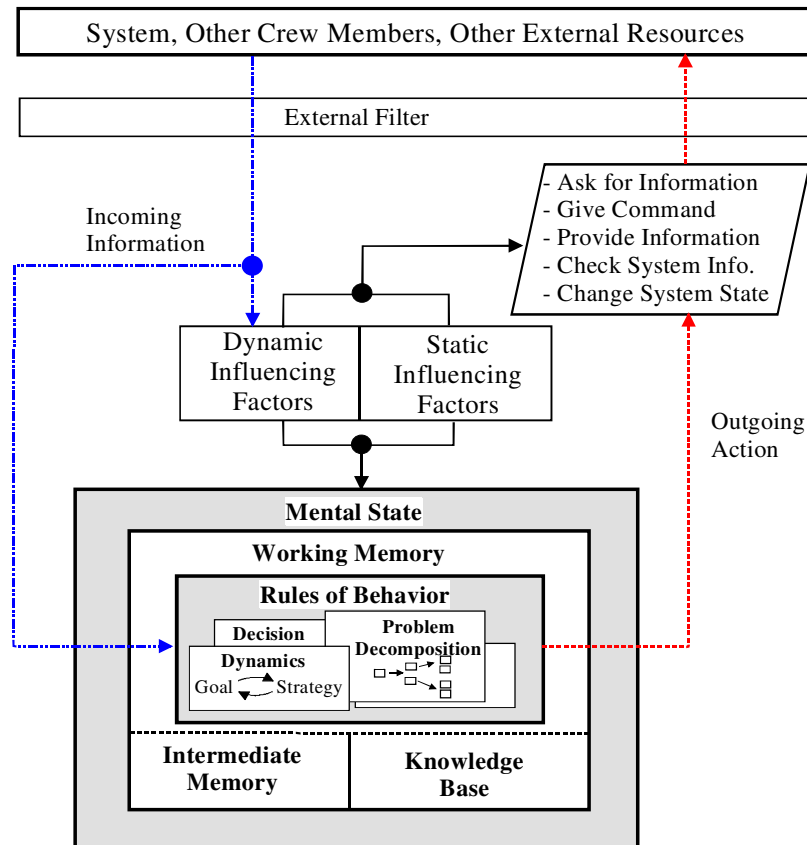 System, Other Crew Members, Other External Resources
External Filter
- Ask for Information
- Give Command
- Provide Information
- Check System Info.
- Change System State
Incoming
Information
Dynamic
Influencing
Factors
Static
Influencing
Factors
Outgoing
Action
Mental State
Working Memory
Rules of Behavior
Decision
Dynamics
Goal
Strategy
Problem
Decomposition
Intermediate
Memory
Knowledge
Base